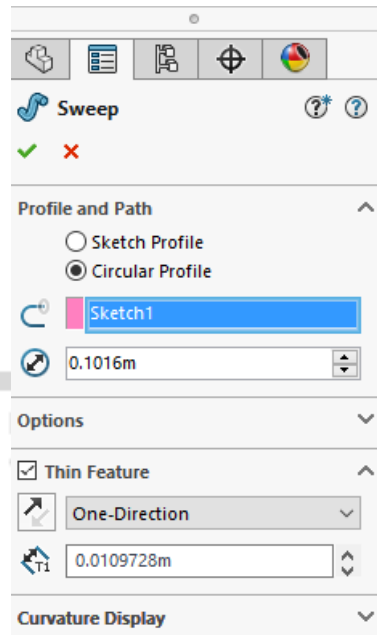 Sweep
Profile and Path
Sketch Profile
Circular Profile
Sketch1
0.1016m
Options
Thin Feature
One-Direction
T1
0.0109728m
Curvature Display